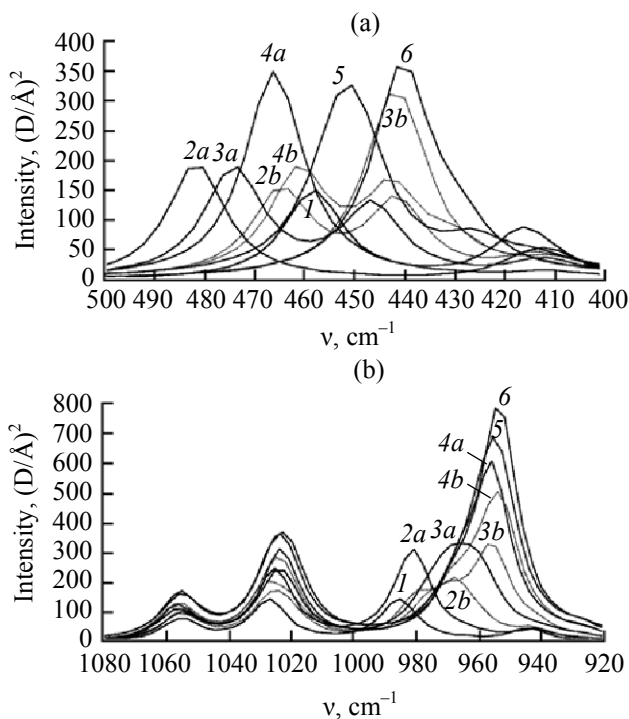 (a)
Intensity, (D/Å)²
400
350
300
250
200
150
100
50
0
4a
5
6
3b
2a
3a
4b
2b
1
500 490 480 470 460 450 440 430 420 410 400
ν, cm⁻¹
(b)
Intensity, (D/Å)²
800
700
600
500
400
300
200
100
0
6
5
4a
4b
2a
3a
3b
1
2b
1080 1060 1040 1020 1000 980 960 940 920
ν, cm⁻¹